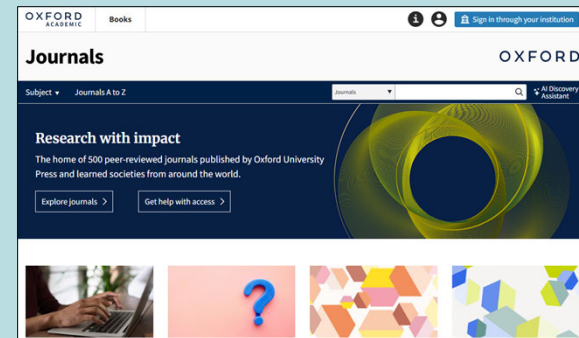 OXFORD
ACADEMIC
Books
Sign in through your institution
Journals
OXFORD
Subject
Journals A to Z
Journals
AI Discovery
Assistant
Research with impact
The home of 500 peer-reviewed journals published by Oxford University
Press and learned societies from around the world.
Explore journals
Get help with access